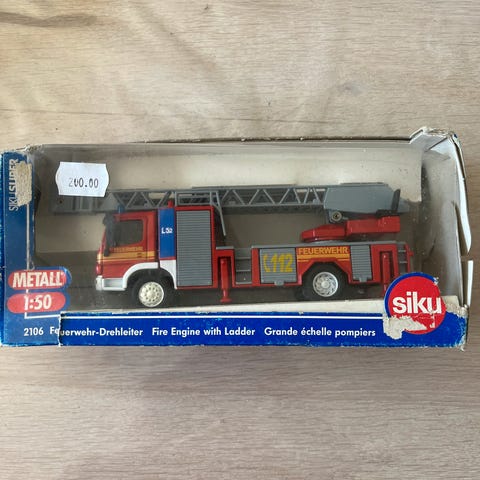 SIKU SUPER
200.00
L32
FEUERWEHR
FEUERWEHR
112
METALL
1:50
siku
2106 Feuerwehr-Drehleiter Fire Engine with Ladder Grande échelle pompiers